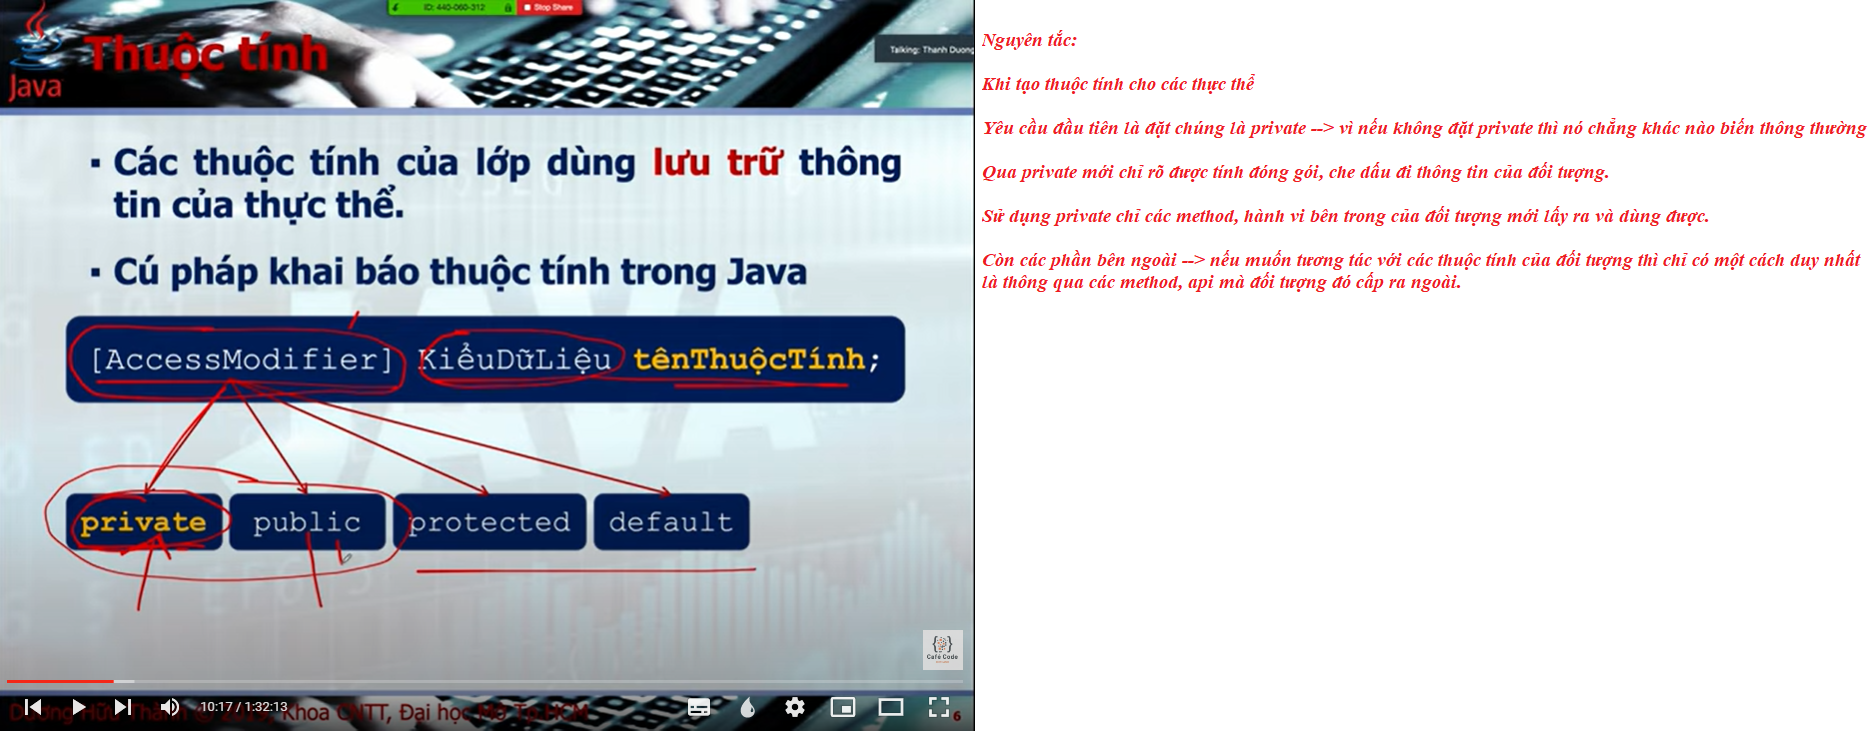 ID: 440-060-312
Stop Share
Talking: Thanh Duong
Java
Thuộc tính
▪ Các thuộc tính của lớp dùng lưu trữ thông
tin của thực thể.
▪ Cú pháp khai báo thuộc tính trong Java
[AccessModifier] KiểuDữLiệu tênThuộcTính;
private
public
protected
default
Café Code
10:17 / 1:32:13
Dương Hữu Thành © 2019, Khoa CNTT, Đại học Mở Tp.HCM
6
Nguyên tắc:
Khi tạo thuộc tính cho các thực thể
Yêu cầu đầu tiên là đặt chúng là private --> vì nếu không đặt private thì nó chẳng khác nào biến thông thường
Qua private mới chỉ rõ được tính đóng gói, che dấu đi thông tin của đối tượng.
Sử dụng private chỉ các method, hành vi bên trong của đối tượng mới lấy ra và dùng được.
Còn các phần bên ngoài --> nếu muốn tương tác với các thuộc tính của đối tượng thì chỉ có một cách duy nhất
là thông qua các method, api mà đối tượng đó cấp ra ngoài.